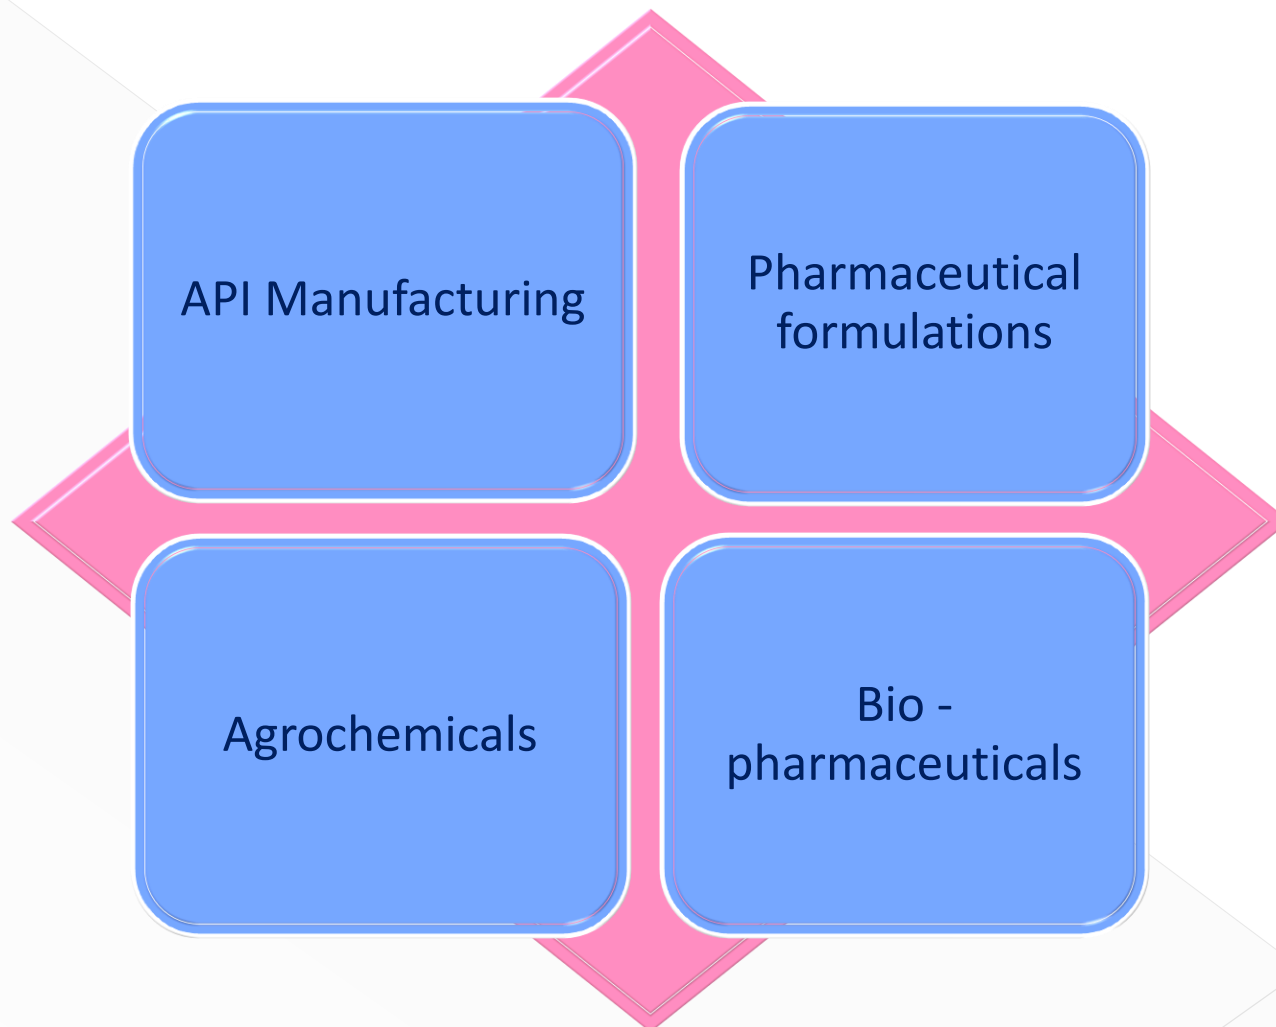 API Manufacturing
Pharmaceutical
formulations
Agrochemicals
Bio -
pharmaceuticals